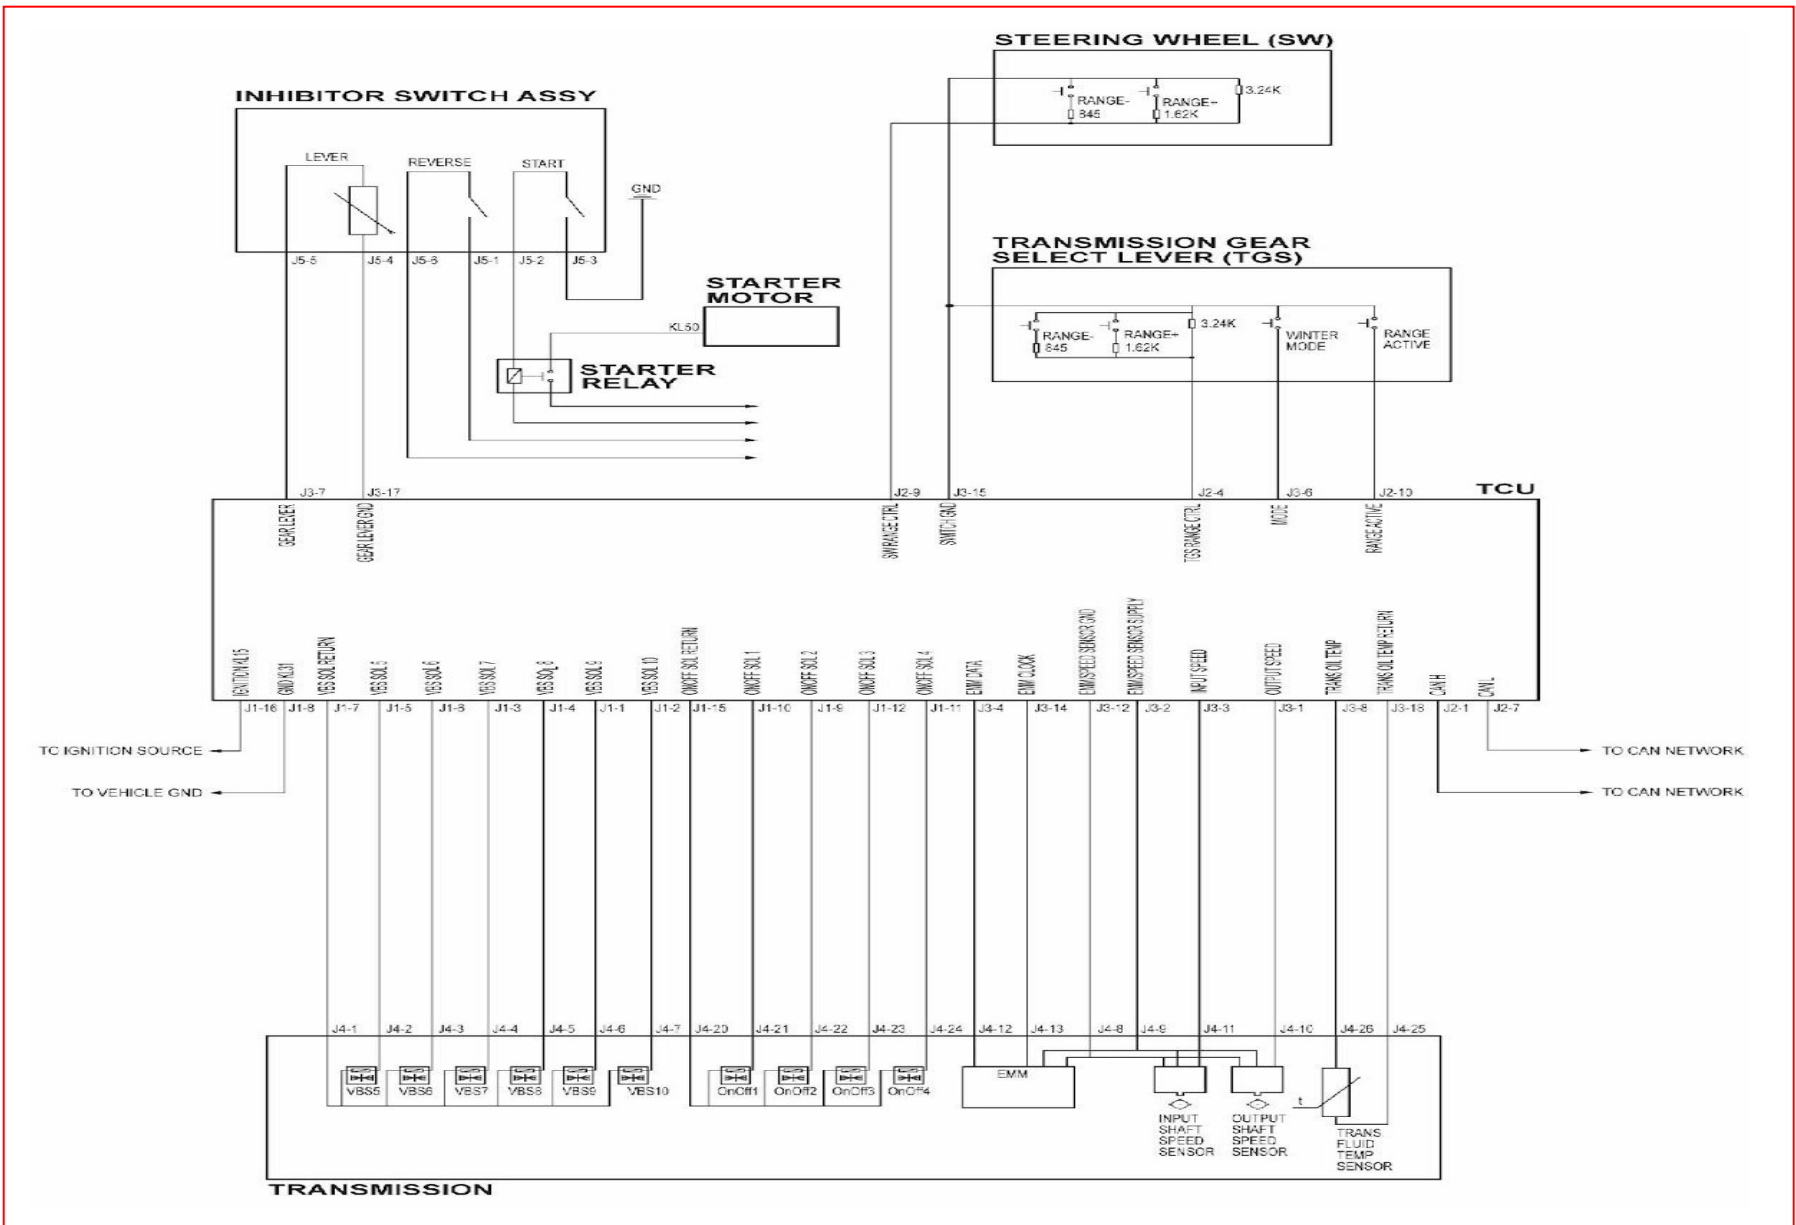 STEERING WHEEL (SW)
RANGE-
845
RANGE+
1.62K
3.24K
INHIBITOR SWITCH ASSY
LEVER
REVERSE
START
GND
J5-5
J5-4
J5-6
J5-1
J5-2
J5-3
TRANSMISSION GEAR
SELECT LEVER (TGS)
RANGE-
845
RANGE+
1.62K
3.24K
WINTER
MODE
RANGE
ACTIVE
STARTER
MOTOR
KL50
STARTER
RELAY
J3-7
J3-17
J2-9
J3-15
J2-4
J3-6
J2-10
TCU
GEAR LEVER
GEAR LEVER GND
SW RANGE CTRL
SWITCH GND
TGS RANGE CTRL
MODE
RANGE ACTIVE
IGNITION KL15
GND KL31
VBS SOL RETURN
VBS SOL 5
VBS SOL 6
VBS SOL 7
VBS SOL 8
VBS SOL 9
VBS SOL 10
ONOFF SOL RETURN
ONOFF SOL 1
ONOFF SOL 2
ONOFF SOL 3
ONOFF SOL 4
EMM DATA
EMM CLOCK
EMM/SPEED SENSOR GND
EMM/SPEED SENSOR SUPPLY
INPUT SPEED
OUTPUT SPEED
TRANS OIL TEMP
TRANS OIL TEMP RETURN
CAN H
CAN L
J1-16
J1-8
J1-7
J1-5
J1-6
J1-3
J1-4
J1-1
J1-2
J1-15
J1-10
J1-9
J1-12
J1-11
J3-4
J3-14
J3-12
J3-2
J3-3
J3-1
J3-8
J3-18
J2-1
J2-7
TO IGNITION SOURCE
TO CAN NETWORK
TO VEHICLE GND
TO CAN NETWORK
J4-1
J4-2
J4-3
J4-4
J4-5
J4-6
J4-7
J4-20
J4-21
J4-22
J4-23
J4-24
J4-12
J4-13
J4-8
J4-9
J4-11
J4-10
J4-26
J4-25
VBS5
VBS6
VBS7
VBS8
VBS9
VBS10
OnOff1
OnOff2
OnOff3
OnOff4
EMM
INPUT
SHAFT
SPEED
SENSOR
OUTPUT
SHAFT
SPEED
SENSOR
t
TRANS
FLUID
TEMP
SENSOR
TRANSMISSION